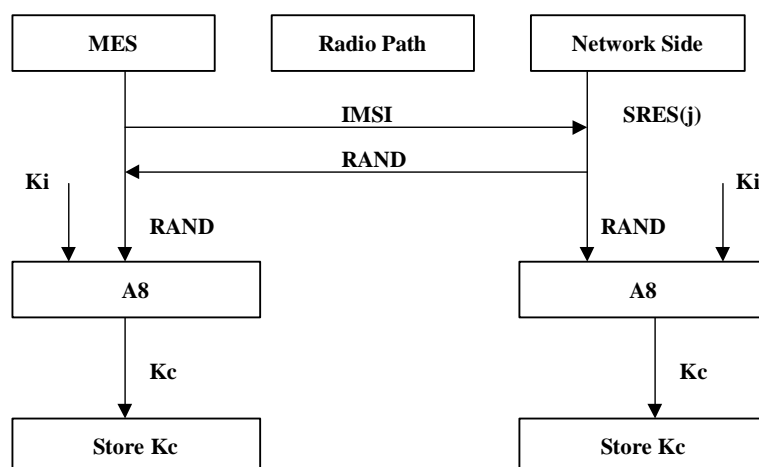 MES
Radio Path
Network Side
IMSI
SRES(j)
RAND
Ki
Ki
RAND
RAND
A8
A8
Kc
Kc
Store Kc
Store Kc